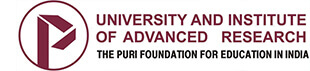 UNIVERSITY AND INSTITUTE
OF ADVANCED RESEARCH
THE PURI FOUNDATION FOR EDUCATION IN INDIA